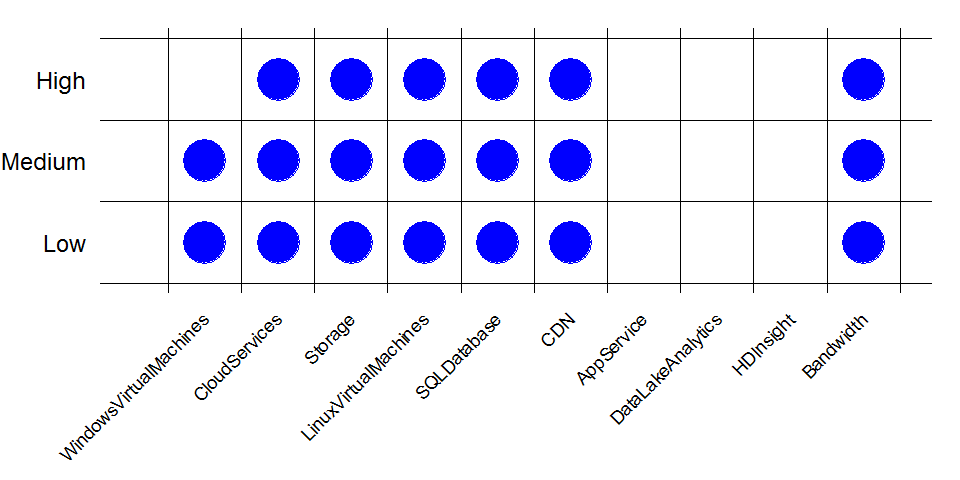 High
Medium
Low
WindowsVirtualMachines
CloudServices
Storage
LinuxVirtualMachines
SQLDatabase
CDN
AppService
DataLakeAnalytics
HDInsight
Bandwidth